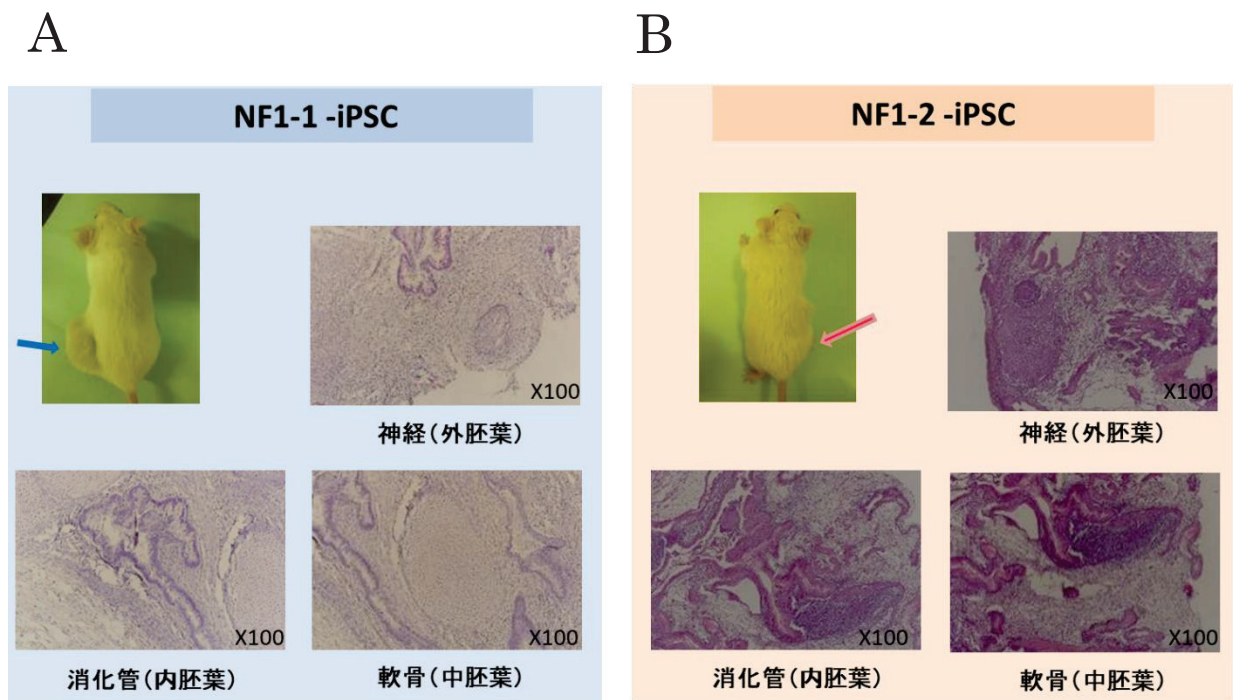 A
NF1-1 -iPSC
X100
神経（外胚葉）
X100
消化管（内胚葉）
X100
軟骨（中胚葉）
B
NF1-2 -iPSC
X100
神経（外胚葉）
X100
消化管（内胚葉）
X100
軟骨（中胚葉）